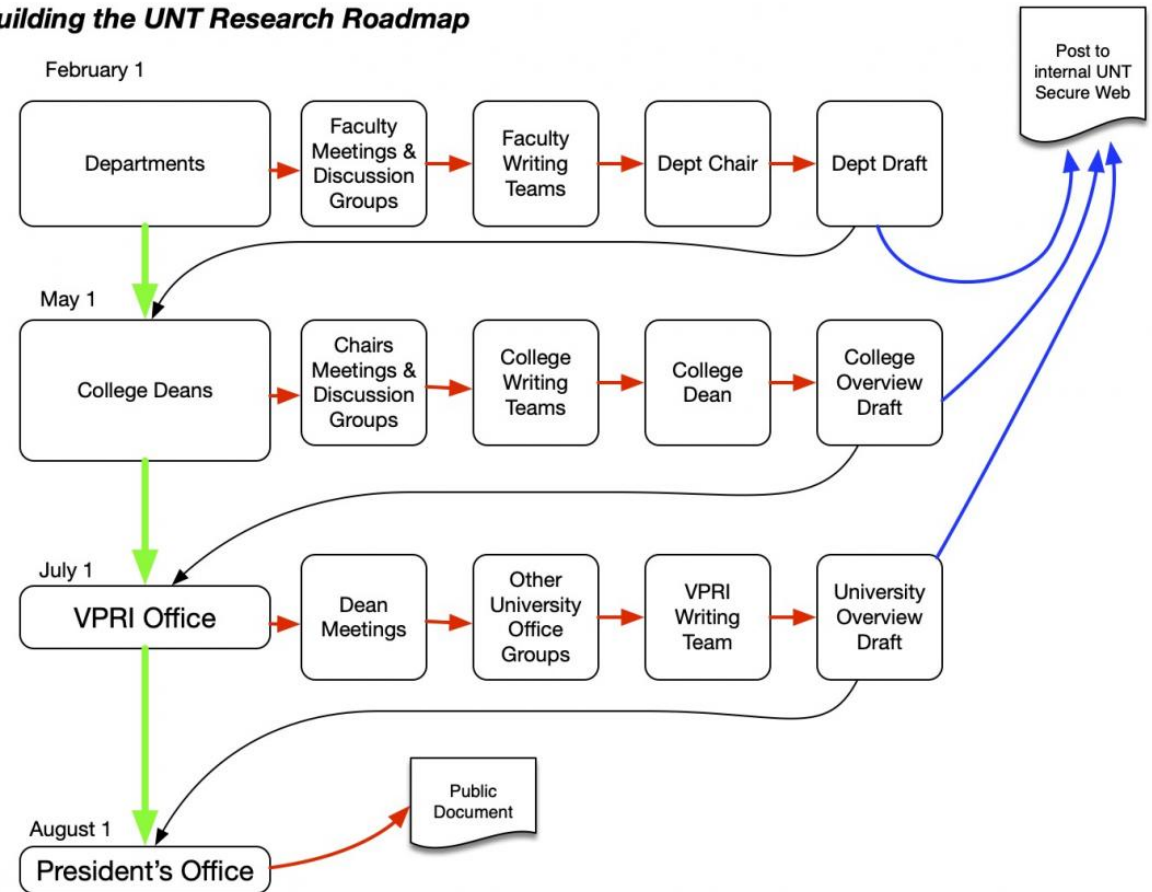 uilding the UNT Research Roadmap
February 1
Post to
internal UNT
Secure Web
Departments
Faculty
Meetings &
Discussion
Groups
Faculty
Writing
Teams
Dept Chair
Dept Draft
May 1
College Deans
Chairs
Meetings &
Discussion
Groups
College
Writing
Teams
College
Dean
College
Overview
Draft
July 1
VPRI Office
Dean
Meetings
Other
University
Office
Groups
VPRI
Writing
Team
University
Overview
Draft
Public
Document
August 1
President's Office